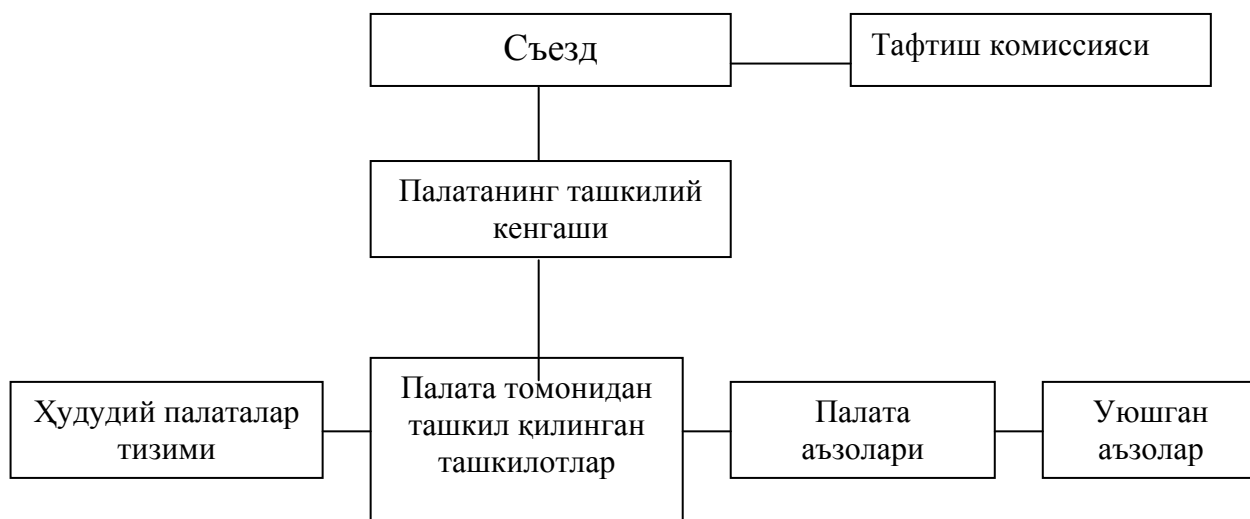 Съезд
Тафтиш комиссияси
Палатанинг ташкилий
кенгаши
Ҳудудий палаталар
тизими
Палата томонидан
ташкил қилинган
ташкилотлар
Палата
аъзолари
Уюшган
аъзолар